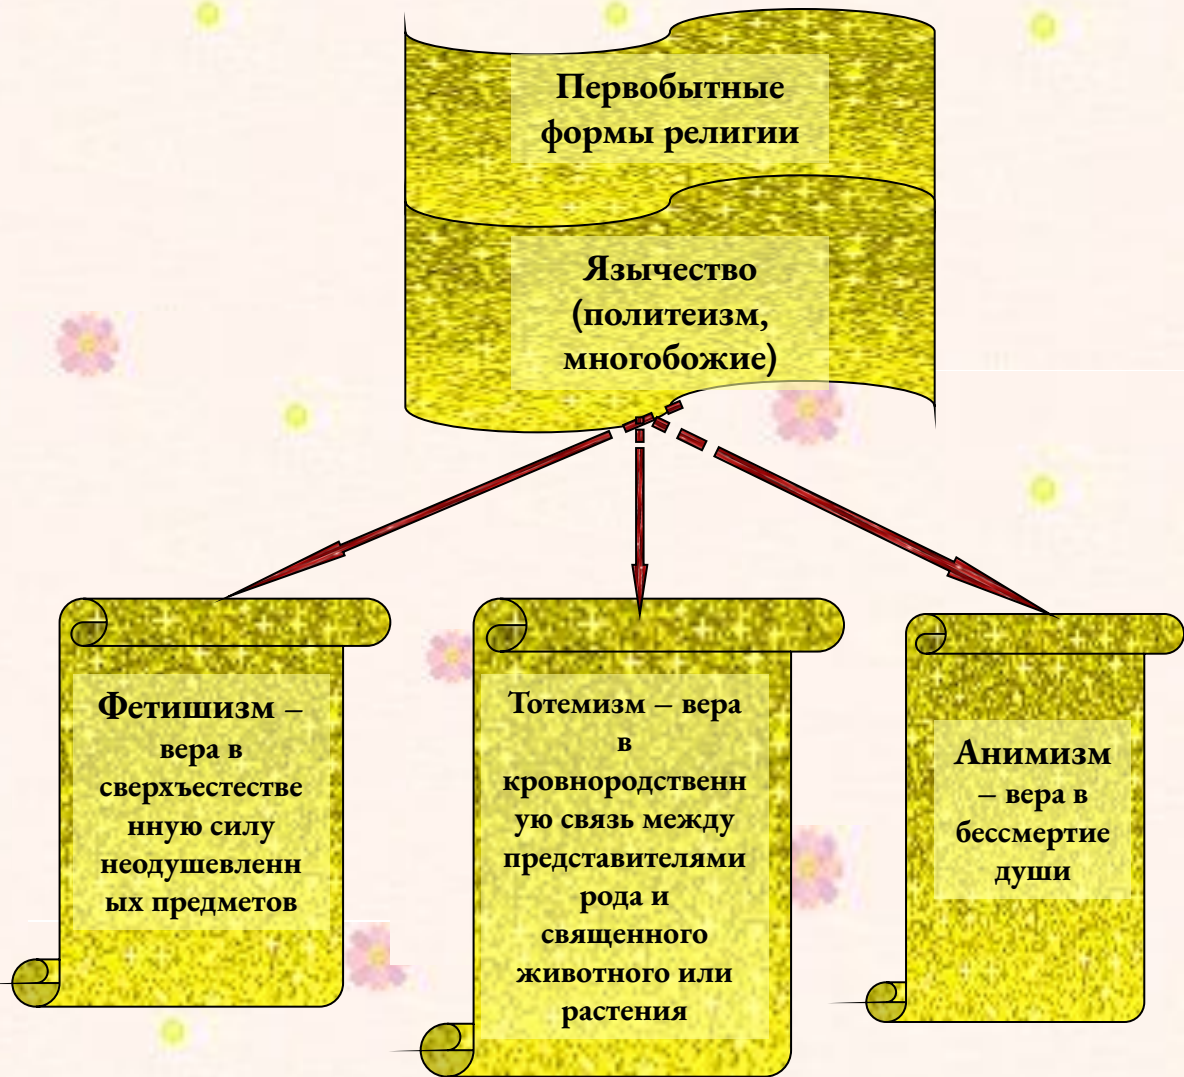 Первобытные
формы религии
Язычество
(политеизм,
многобожие)
Фетишизм –
вера в
сверхъестестве
нную силу
неодушевленн
ых предметов
Тотемизм – вера
в
кровнородственн
ую связь между
представителями
рода и
священного
животного или
растения
Анимизм
– вера в
бессмертие
души